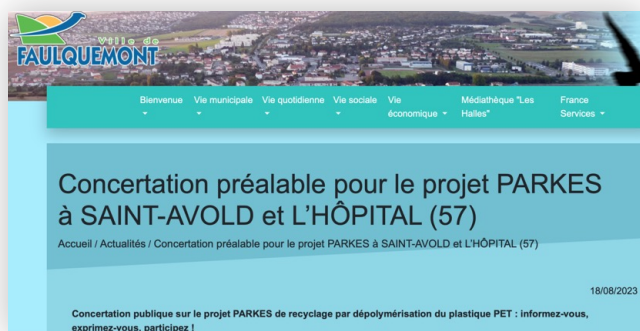 Ville de
FAULQUEMONT
Bienvenue Vie municipale Vie quotidienne Vie sociale Vie économique Médiathèque "Les Halles" France Services
Concertation préalable pour le projet PARKES
à SAINT-AVOLD et L'HÔPITAL (57)
Accueil / Actualités / Concertation préalable pour le projet PARKES à SAINT-AVOLD et L'HÔPITAL (57)
18/08/2023
Concertation publique sur le projet PARKES de recyclage par dépolymérisation du plastique PET : informez-vous,
exprimez-vous, participez !